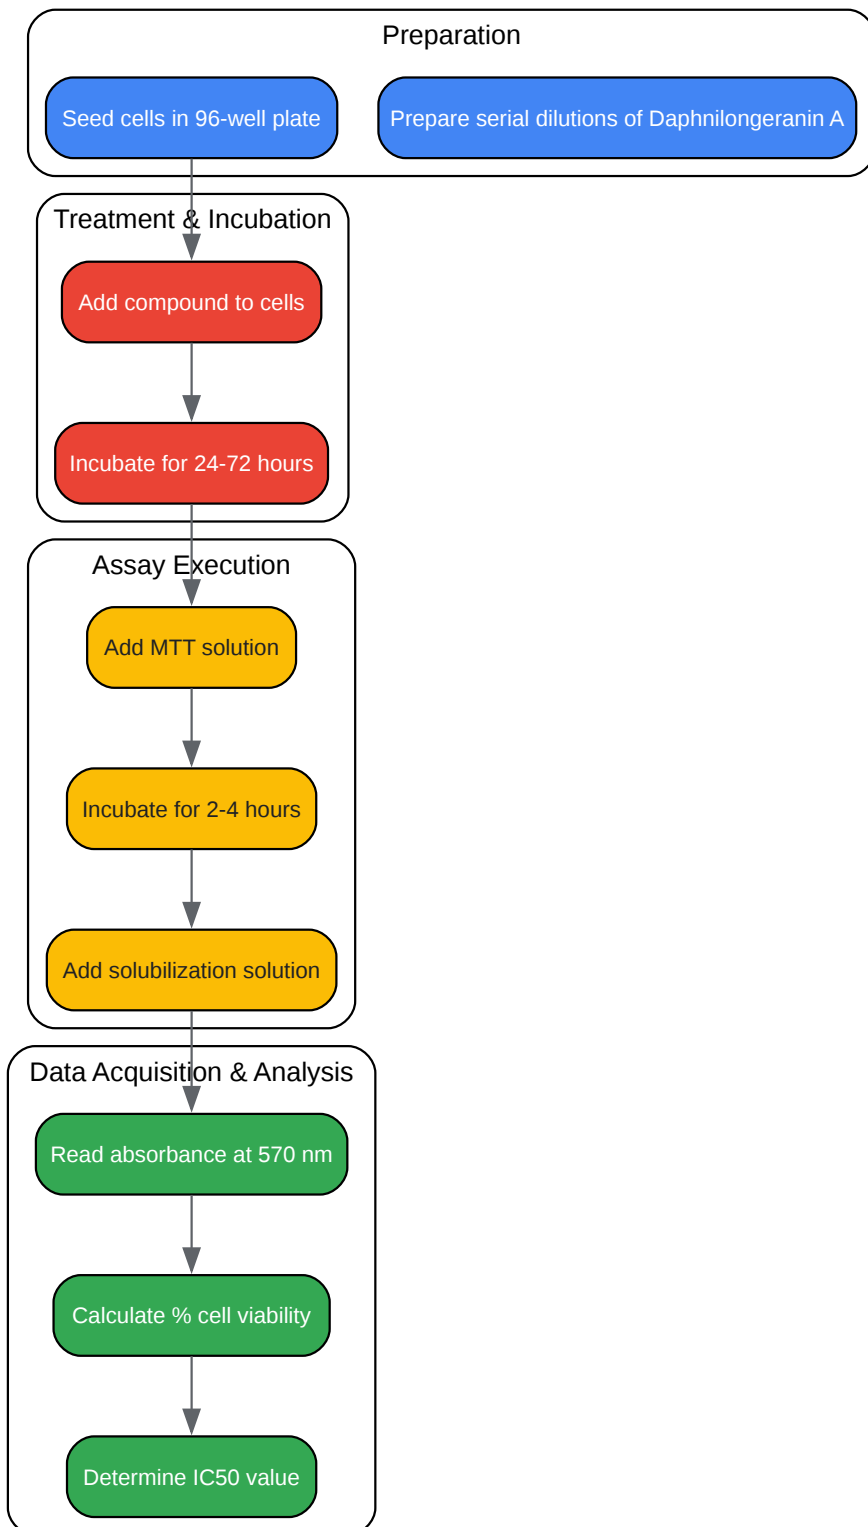 Preparation
Seed cells in 96-well plate
Prepare serial dilutions of Daphnilongeranin A
Treatment & Incubation
Add compound to cells
Incubate for 24-72 hours
Assay Execution
Add MTT solution
Incubate for 2-4 hours
Add solubilization solution
Data Acquisition & Analysis
Read absorbance at 570 nm
Calculate % cell viability
Determine IC50 value